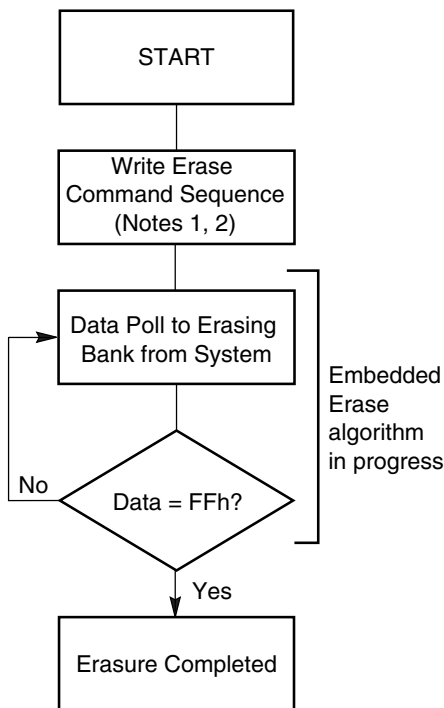 START
Write Erase
Command Sequence
(Notes 1, 2)
Data Poll to Erasing
Bank from System
Embedded
Erase
algorithm
in progress
No
Data = FFh?
Yes
Erasure Completed